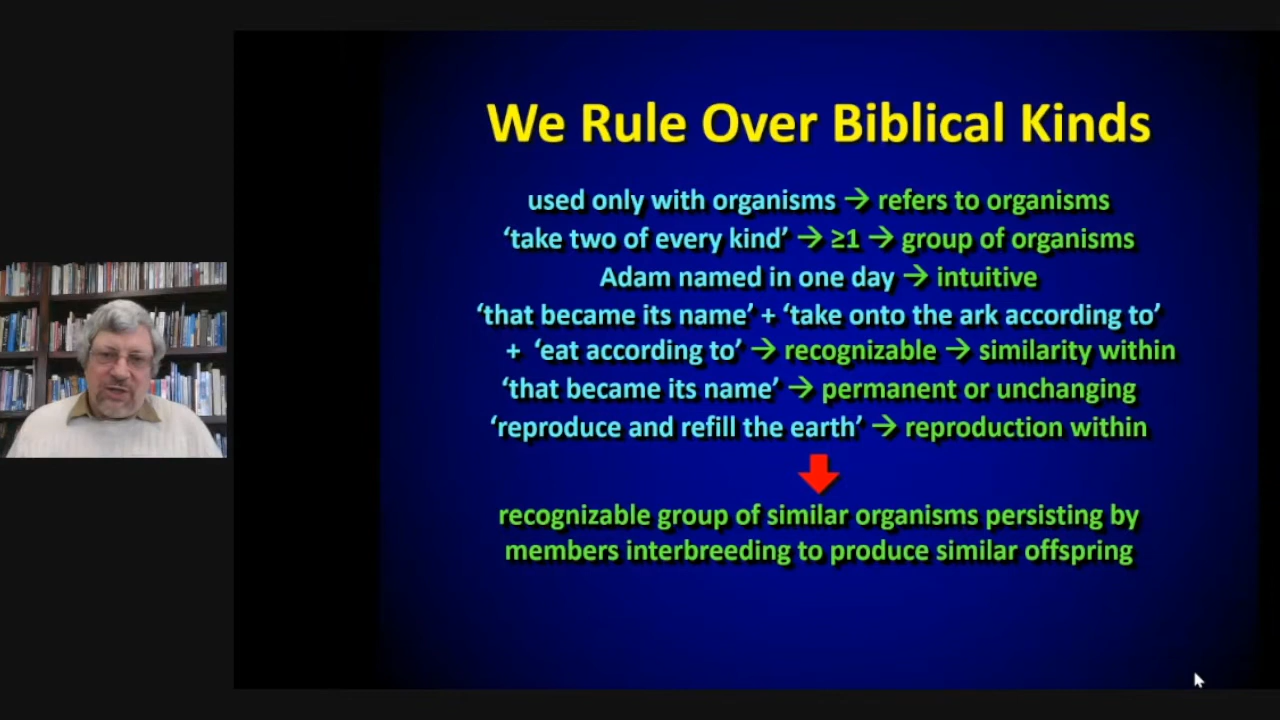 We Rule Over Biblical Kinds
used only with organisms → refers to organisms
‘take two of every kind’ → ≥1 → group of organisms
Adam named in one day → intuitive
‘that became its name’ + ‘take onto the ark according to’
+ ‘eat according to’ → recognizable → similarity within
‘that became its name’ → permanent or unchanging
‘reproduce and refill the earth’ → reproduction within
recognizable group of similar organisms persisting by
members interbreeding to produce similar offspring